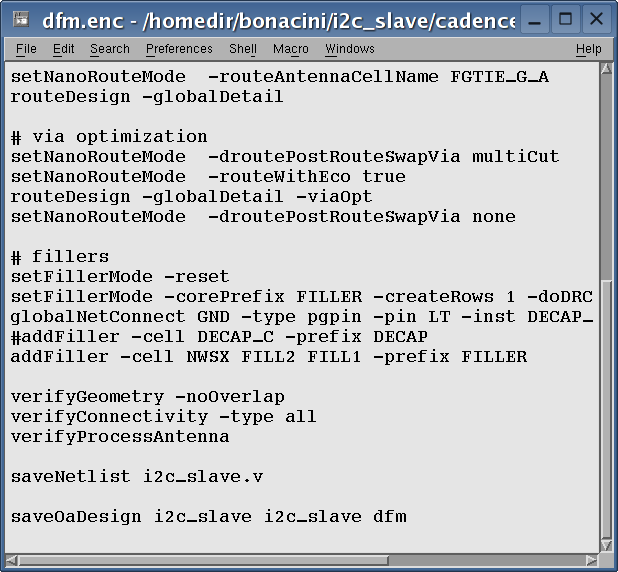 dfm.enc - /homedir/bonacini/i2c_slave/cadence
File Edit Search Preferences Shell Macro Windows Help
setNanoRouteMode  -routeAntennaCellName FGTIE_G_A
routeDesign -globalDetail
# via optimization
setNanoRouteMode  -droutePostRouteSwapVia multiCut
setNanoRouteMode  -routeWithEco true
routeDesign -globalDetail -viaOpt
setNanoRouteMode  -droutePostRouteSwapVia none
# fillers
setFillerMode -reset
setFillerMode -corePrefix FILLER -createRows 1 -doDRC
globalNetConnect GND -type pgpin -pin LT -inst DECAP_
#addFiller -cell DECAP_C -prefix DECAP
addFiller -cell NWSX FILL2 FILL1 -prefix FILLER
verifyGeometry -noOverlap
verifyConnectivity -type all
verifyProcessAntenna
saveNetlist i2c_slave.v
saveOaDesign i2c_slave i2c_slave dfm